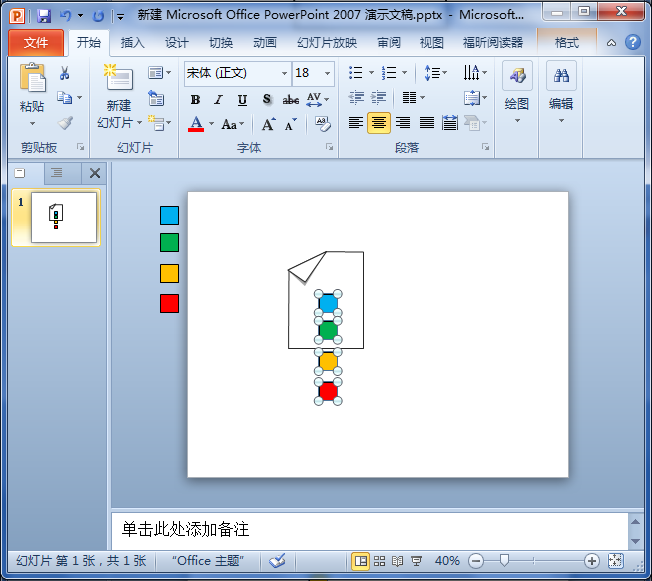 新建 Microsoft Office PowerPoint 2007 演示文稿.pptx - Microsoft...
文件 开始 插入 设计 切换 动画 幻灯片放映 审阅 视图 福昕阅读器 格式
宋体 (正文) 18
粘贴 新建 幻灯片 绘图 编辑
B I U S abc AV
A Aa A A
剪贴板 幻灯片 字体 段落
1
单击此处添加备注
幻灯片 第 1 张，共 1 张 “Office 主题” 40%